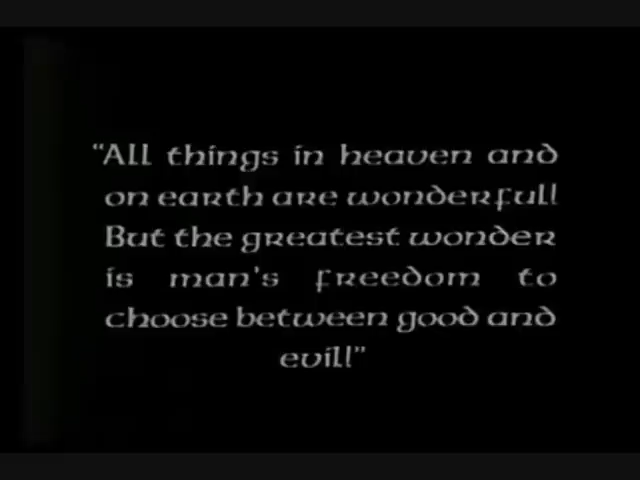 "All things in heaven and
on earth are wonderful!
But the greatest wonder
is man's freedom to
choose between good and
evil!"